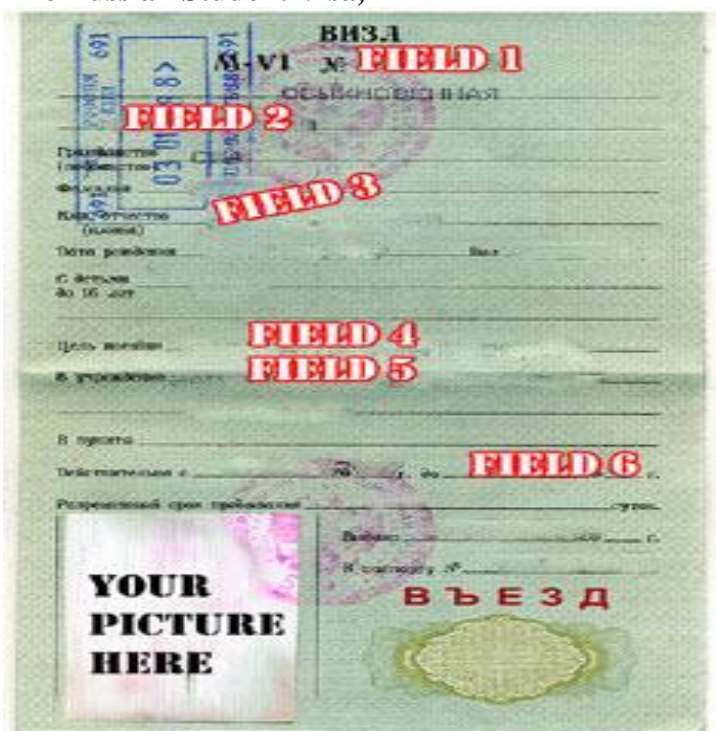 ВИЗА
M-VI № FIELD 1
ОБЫКНОВЕННАЯ
FIELD 2
Гражданство
(подданство)
Фамилия
FIELD 3
Имя, отчество
(имена)
Дата рождения Пол
С детьми
до 16 лет
Цель поездки FIELD 4
В учреждение FIELD 5
В пункты
Действительна с г. до FIELD 6 г.
Разрешенный срок пребывания суток
YOUR
PICTURE
HERE
Выдана г.
К паспорту №
ВЪЕЗД